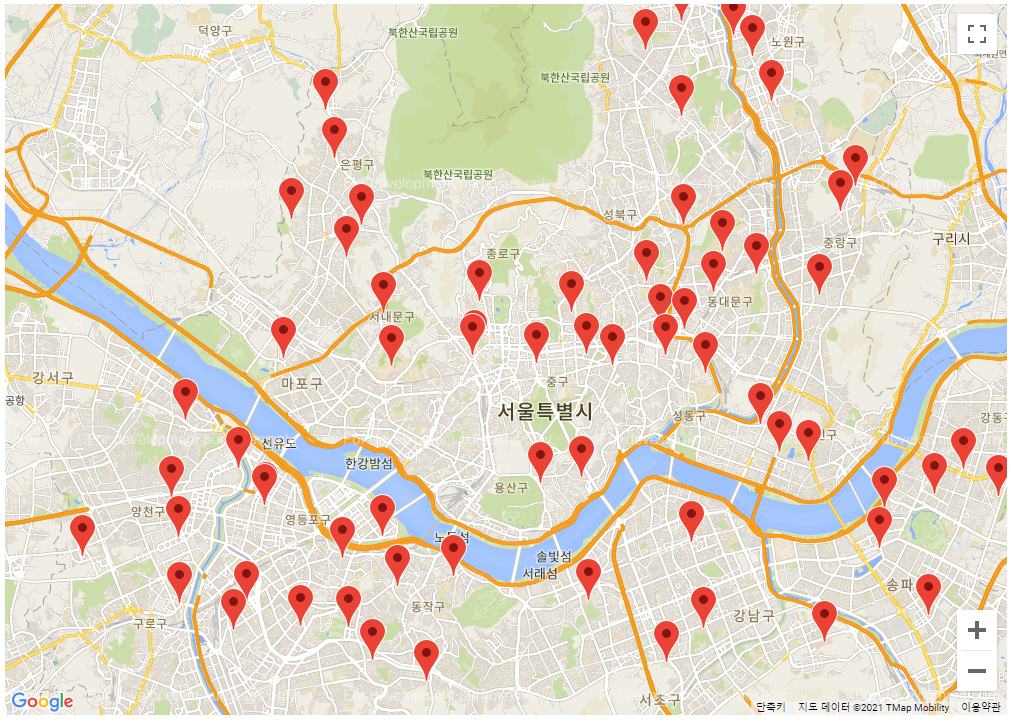 덕양구
북한산국립공원
노원구
북한산국립공원
은평구
북한산국립공원
성북구
중랑구
구리시
종로구
동대문구
서대문구
강서구
마포구
중구
공항
서울특별시
성동구
강동구
선유도
한강밤섬
용산구
양천구
영등포구
솔빛섬
서래섬
송파
동작구
구로구
강남구
서초구
Google
단축키 지도 데이터 ©2021 TMap Mobility 이용약관